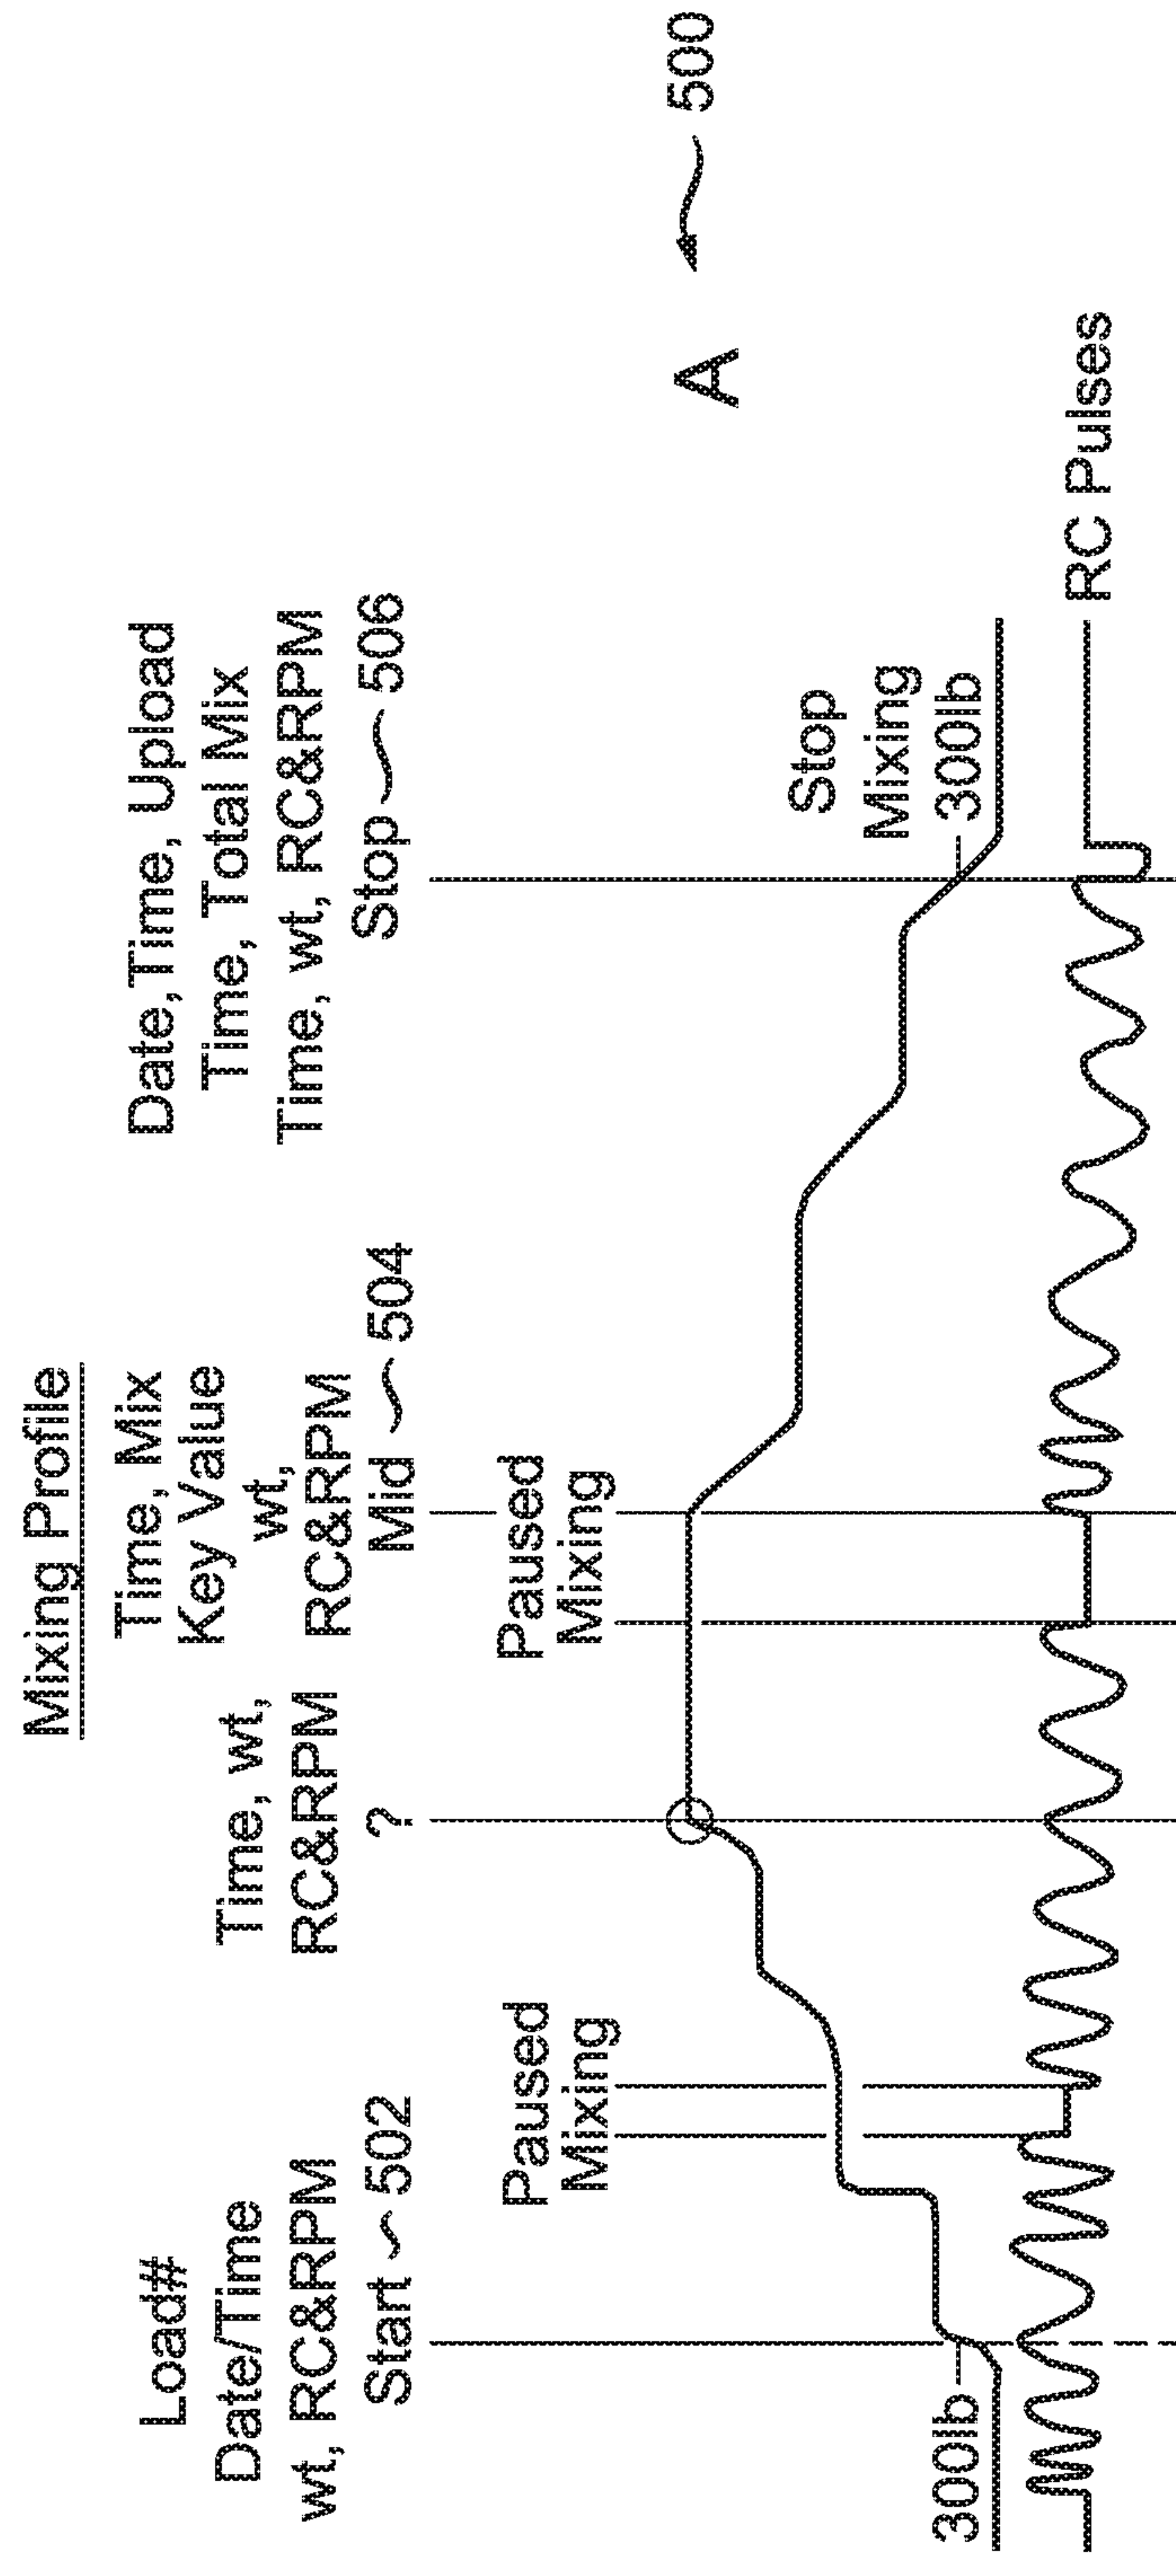 Mixing Profile
Load#
Date/Time
wt, RC&RPM
Start 502
Time, wt,
RC&RPM
?
Time, Mix
Key Value
wt,
RC&RPM
Mid 504
Date,Time, Upload
Time, Total Mix
Time, wt, RC&RPM
Stop 506
Paused
Mixing
Paused
Mixing
Stop
Mixing
300lb
300lb
RC Pulses
A
500